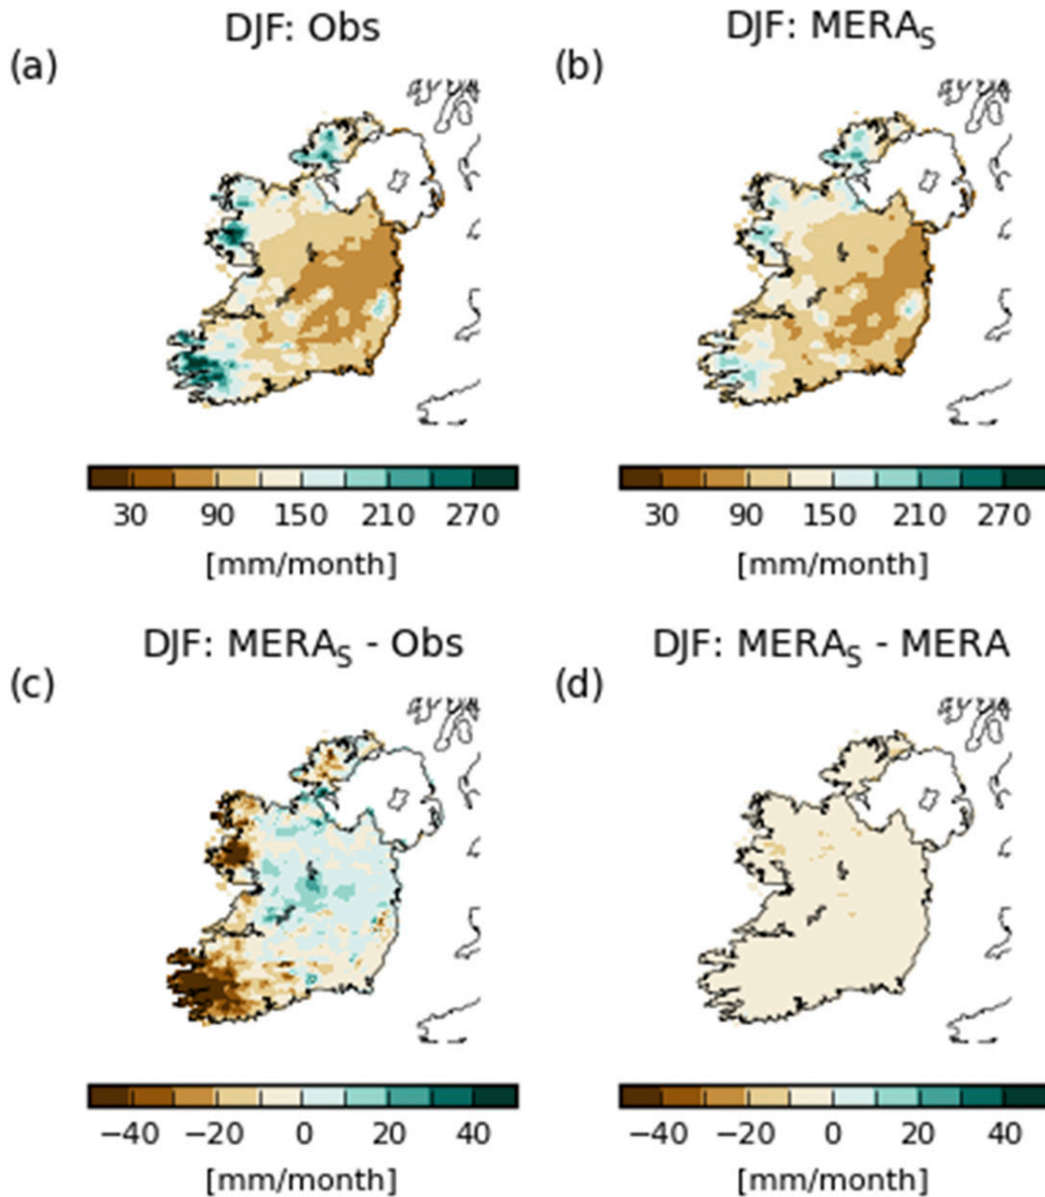 DJF: Obs
DJF: MERAS
(a)
(b)
30 90 150 210 270
30 90 150 210 270
[mm/month]
[mm/month]
DJF: MERAS - Obs
DJF: MERAS - MERA
(c)
(d)
−40 −20 0 20 40
−40 −20 0 20 40
[mm/month]
[mm/month]